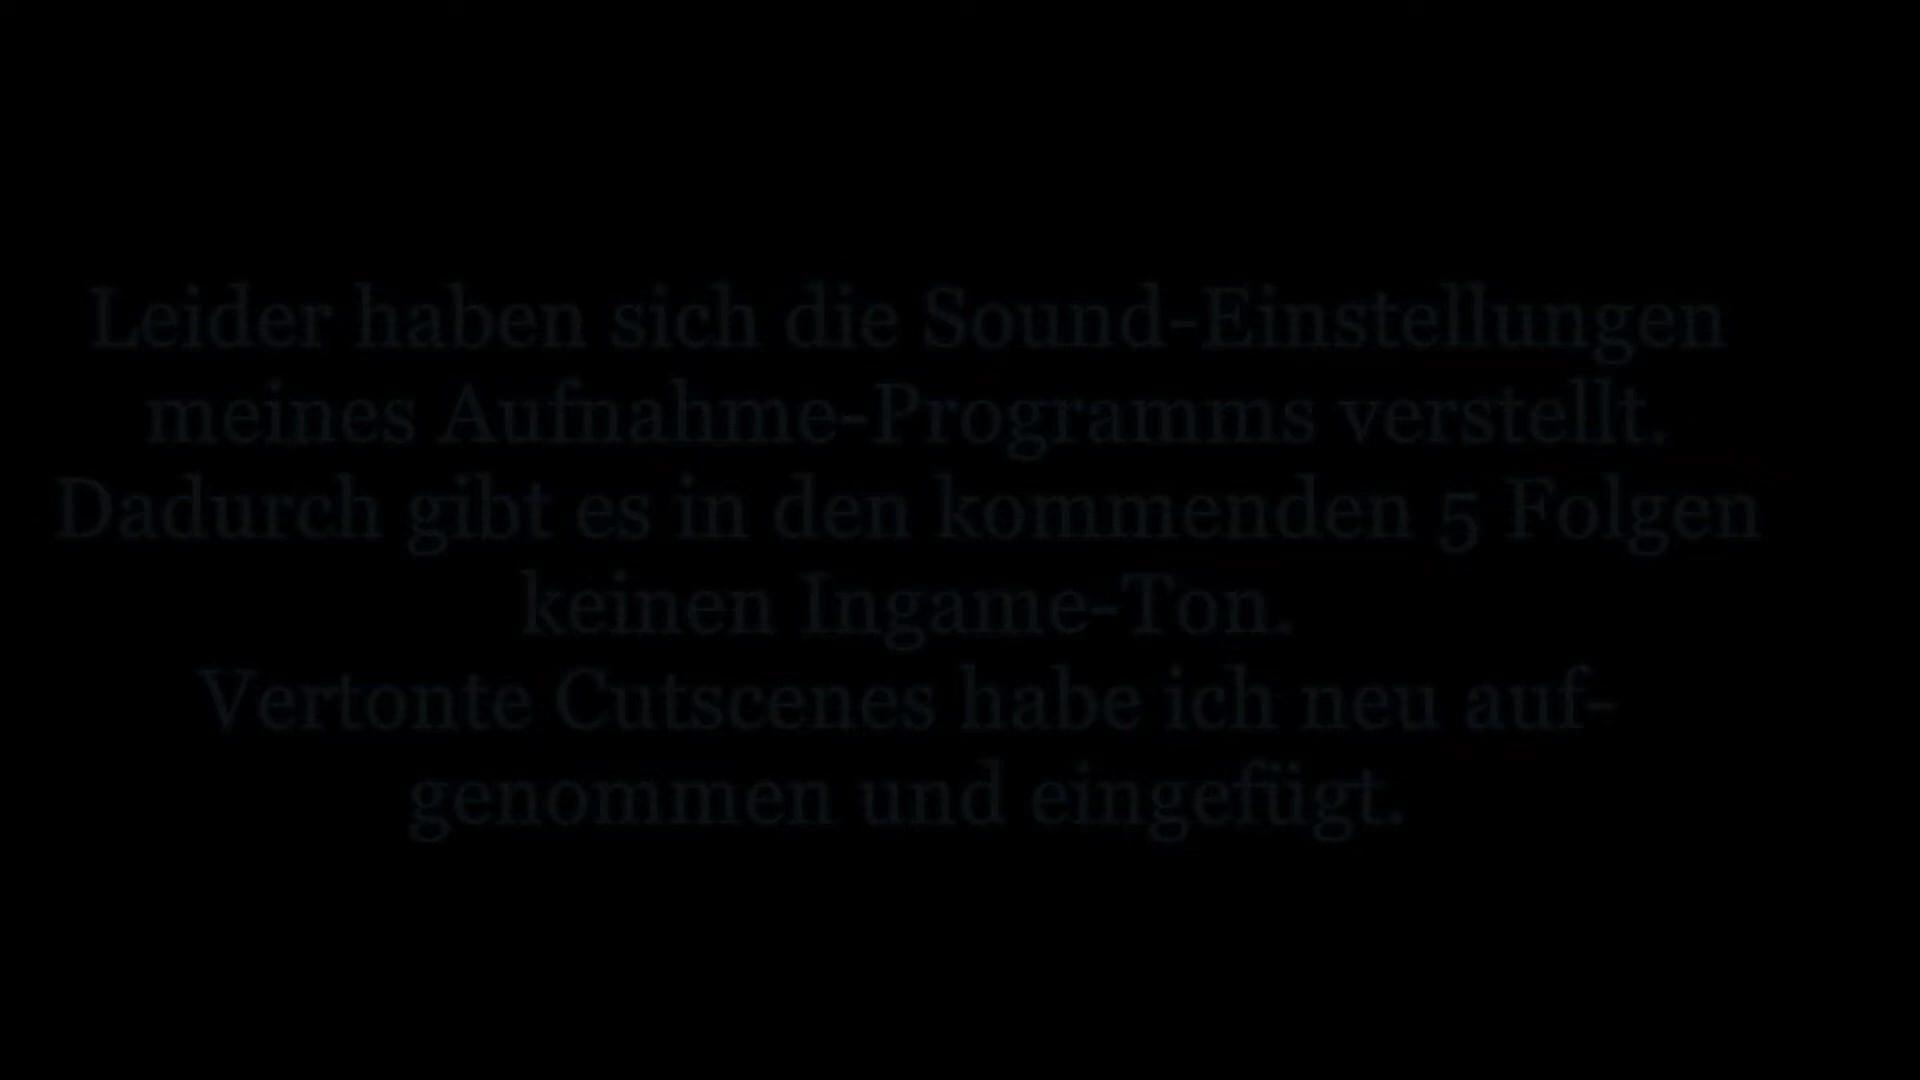 Leider haben sich die Sound-Einstellungen
meines Aufnahme-Programms verstellt.
Dadurch gibt es in den kommenden 5 Folgen
keinen Ingame-Ton.
Vertonte Cutscenes habe ich neu auf-
genommen und eingefügt.